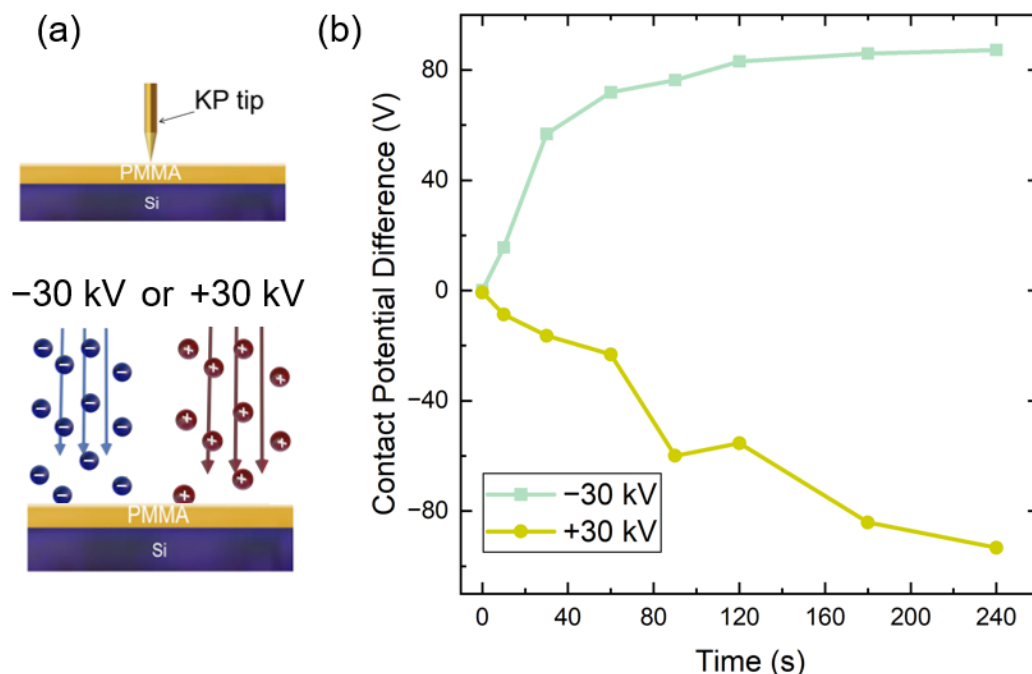 (a)
KP tip
PMMA
Si
−30 kV or +30 kV
PMMA
Si
(b)
Contact Potential Difference (V)
80
40
0
−40
−80
−30 kV
+30 kV
0 40 80 120 160 200 240
Time (s)